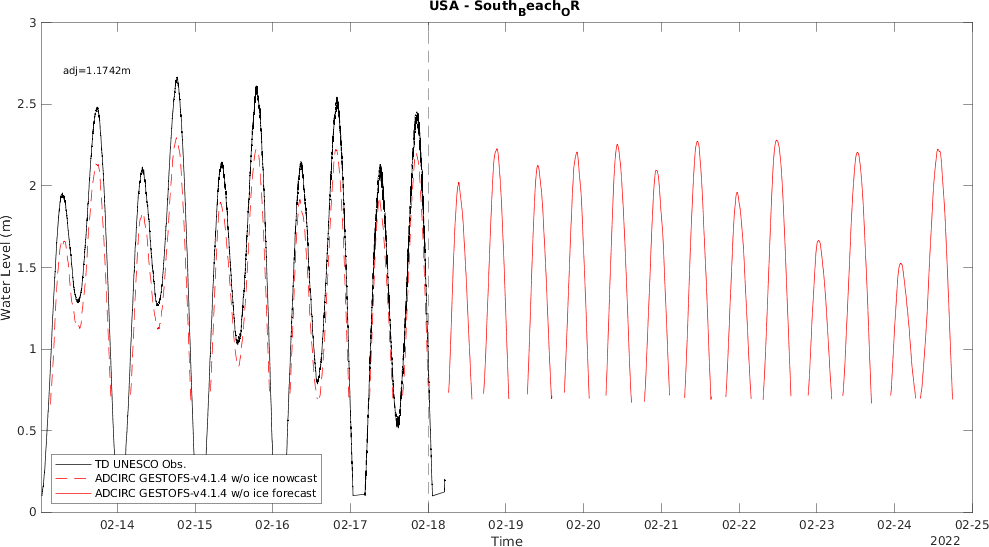 USA - SouthBeachOR
adj=1.1742m
Water Level (m)
3
2.5
2
1.5
1
0.5
0
TD UNESCO Obs.
ADCIRC GESTOFS-v4.1.4 w/o ice nowcast
ADCIRC GESTOFS-v4.1.4 w/o ice forecast
02-14 02-15 02-16 02-17 02-18 02-19 02-20 02-21 02-22 02-23 02-24 02-25
Time
2022